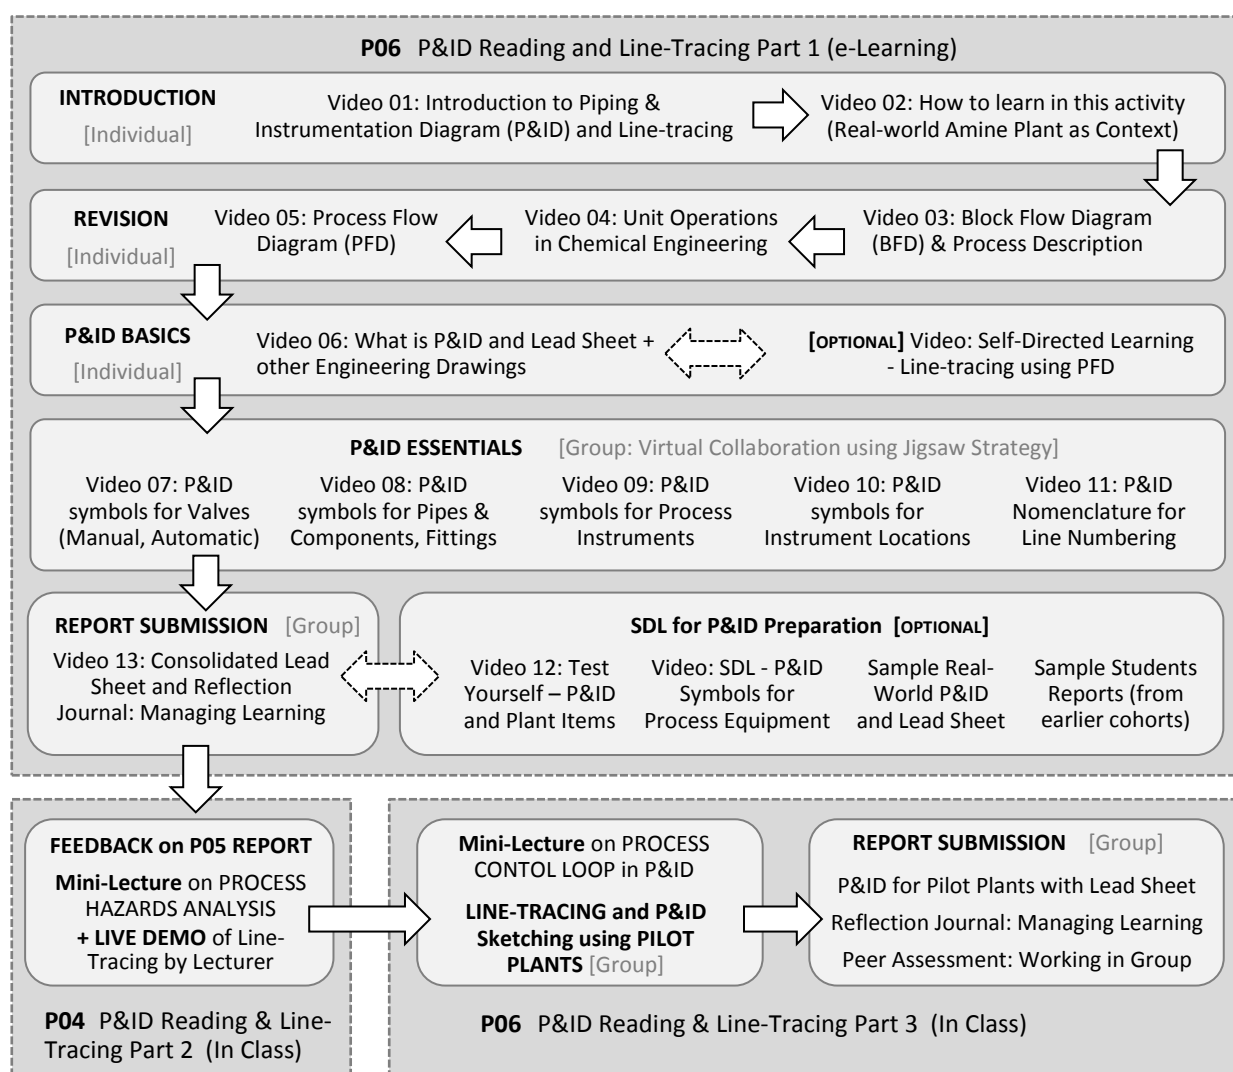 P06 P&ID Reading and Line-Tracing Part 1 (e-Learning)
INTRODUCTION
[Individual]
Video 01: Introduction to Piping &
Instrumentation Diagram (P&ID) and Line-tracing
Video 02: How to learn in this activity
(Real-world Amine Plant as Context)
REVISION
[Individual]
Video 05: Process Flow
Diagram (PFD)
Video 04: Unit Operations
in Chemical Engineering
Video 03: Block Flow Diagram
(BFD) & Process Description
P&ID BASICS
[Individual]
Video 06: What is P&ID and Lead Sheet +
other Engineering Drawings
[OPTIONAL] Video: Self-Directed Learning
- Line-tracing using PFD
P&ID ESSENTIALS [Group: Virtual Collaboration using Jigsaw Strategy]
Video 07: P&ID
symbols for Valves
(Manual, Automatic)
Video 08: P&ID
symbols for Pipes &
Components, Fittings
Video 09: P&ID
symbols for Process
Instruments
Video 10: P&ID
symbols for
Instrument Locations
Video 11: P&ID
Nomenclature for
Line Numbering
REPORT SUBMISSION [Group]
Video 13: Consolidated Lead
Sheet and Reflection
Journal: Managing Learning
SDL for P&ID Preparation [OPTIONAL]
Video 12: Test
Yourself – P&ID
and Plant Items
Video: SDL - P&ID
Symbols for
Process Equipment
Sample Real-
World P&ID
and Lead Sheet
Sample Students
Reports (from
earlier cohorts)
FEEDBACK on P05 REPORT
Mini-Lecture on PROCESS
HAZARDS ANALYSIS
+ LIVE DEMO of Line-
Tracing by Lecturer
P04 P&ID Reading & Line-
Tracing Part 2 (In Class)
Mini-Lecture on PROCESS
CONTOL LOOP in P&ID
LINE-TRACING and P&ID
Sketching using PILOT
PLANTS [Group]
REPORT SUBMISSION [Group]
P&ID for Pilot Plants with Lead Sheet
Reflection Journal: Managing Learning
Peer Assessment: Working in Group
P06 P&ID Reading & Line-Tracing Part 3 (In Class)